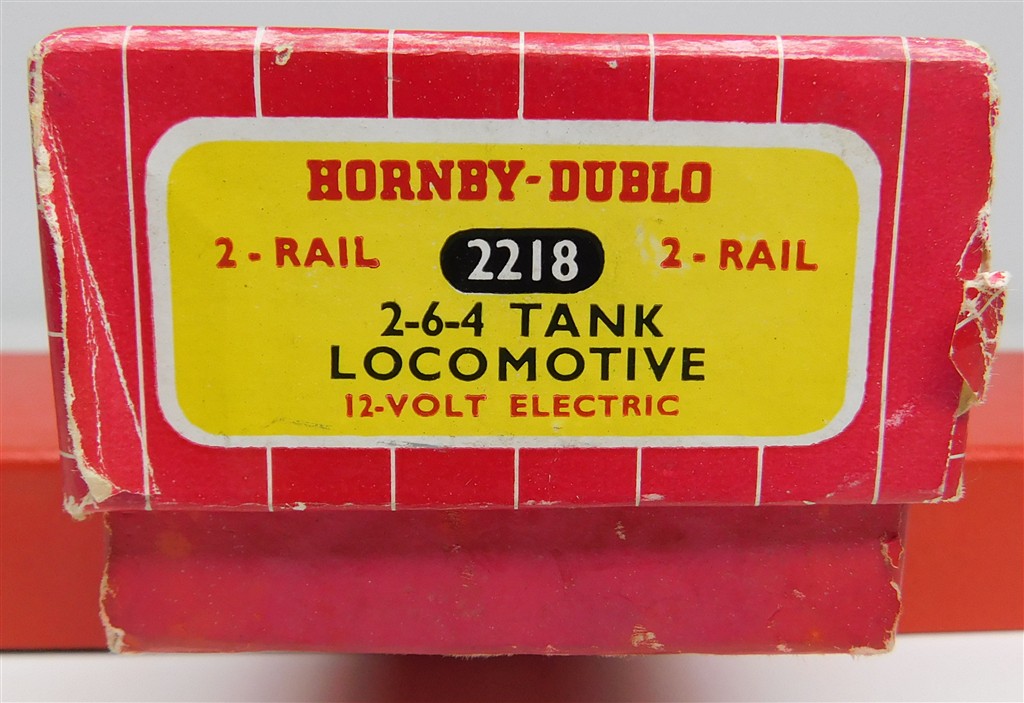 HORNBY-DUBLO
2-RAIL 2218 2-RAIL
2-6-4 TANK
LOCOMOTIVE
12-VOLT ELECTRIC